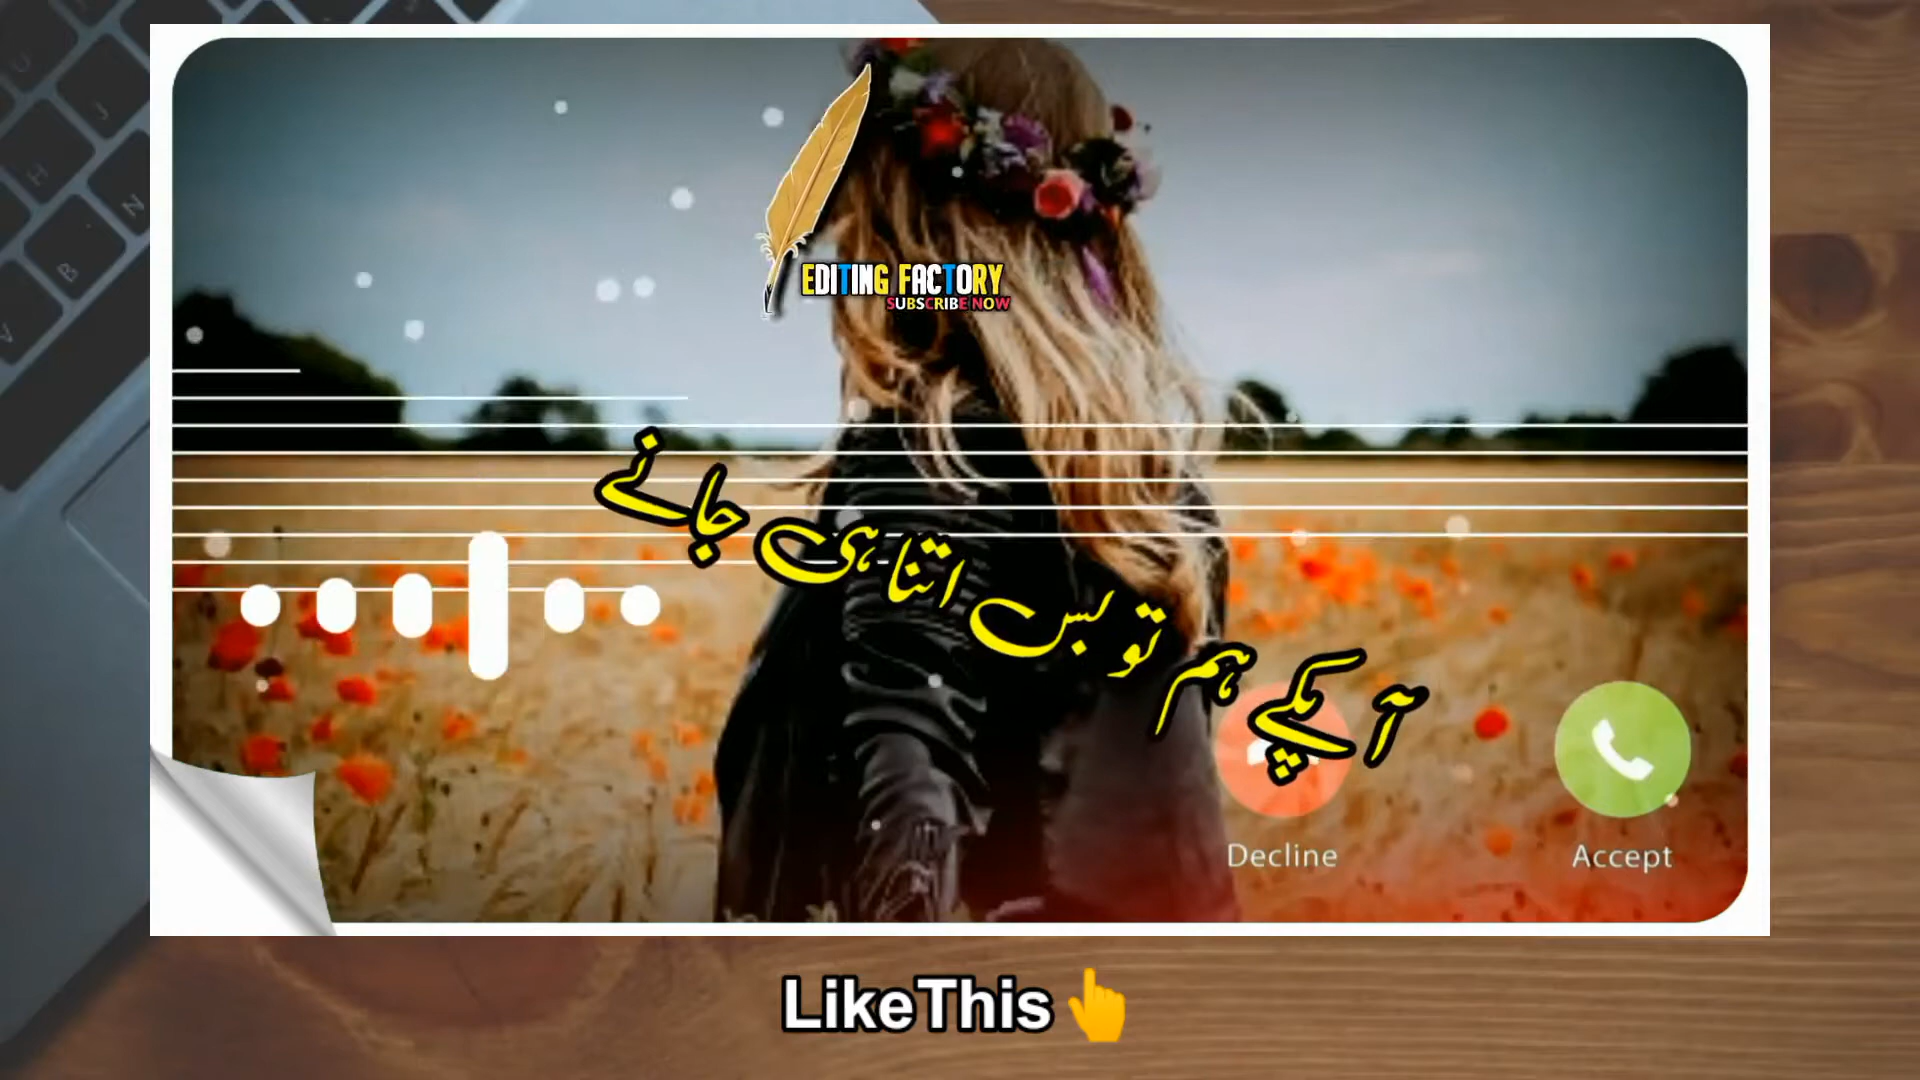 EDITING FACTORY
SUBSCRIBE NOW
آپکے ہم تو بس اتنا ہی جانے
Decline
Accept
LikeThis👆